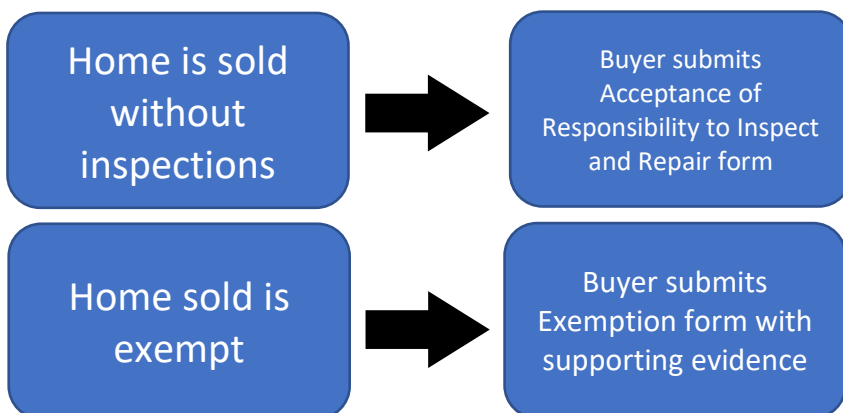 Home is sold
without
inspections
Buyer submits
Acceptance of
Responsibility to Inspect
and Repair form
Home sold is
exempt
Buyer submits
Exemption form with
supporting evidence